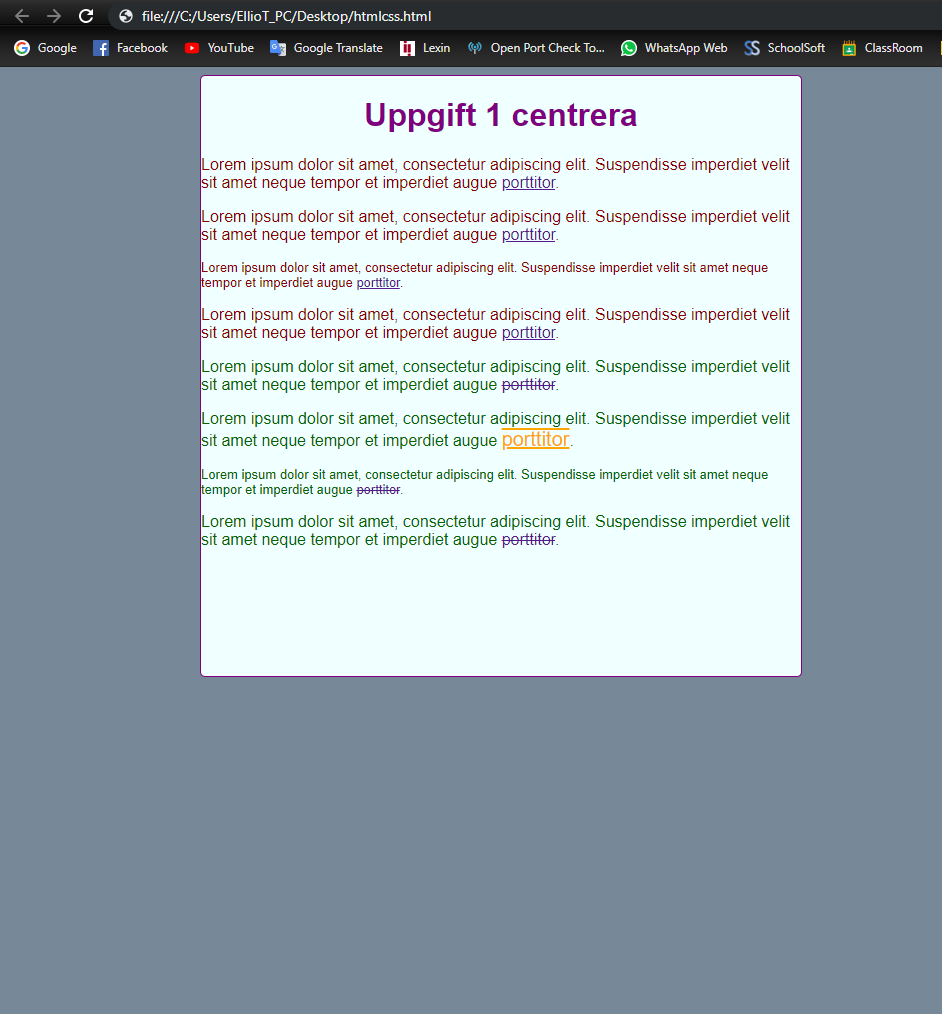 file:///C:/Users/EllioT_PC/Desktop/htmlcss.html
Google Facebook YouTube Google Translate Lexin Open Port Check To... WhatsApp Web SchoolSoft ClassRoom
Uppgift 1 centrera
Lorem ipsum dolor sit amet, consectetur adipiscing elit. Suspendisse imperdiet velit
sit amet neque tempor et imperdiet augue porttitor.
Lorem ipsum dolor sit amet, consectetur adipiscing elit. Suspendisse imperdiet velit
sit amet neque tempor et imperdiet augue porttitor.
Lorem ipsum dolor sit amet, consectetur adipiscing elit. Suspendisse imperdiet velit sit amet neque
tempor et imperdiet augue porttitor.
Lorem ipsum dolor sit amet, consectetur adipiscing elit. Suspendisse imperdiet velit
sit amet neque tempor et imperdiet augue porttitor.
Lorem ipsum dolor sit amet, consectetur adipiscing elit. Suspendisse imperdiet velit
sit amet neque tempor et imperdiet augue porttitor.
Lorem ipsum dolor sit amet, consectetur adipiscing elit. Suspendisse imperdiet velit
sit amet neque tempor et imperdiet augue porttitor.
Lorem ipsum dolor sit amet, consectetur adipiscing elit. Suspendisse imperdiet velit sit amet neque
tempor et imperdiet augue porttitor.
Lorem ipsum dolor sit amet, consectetur adipiscing elit. Suspendisse imperdiet velit
sit amet neque tempor et imperdiet augue porttitor.